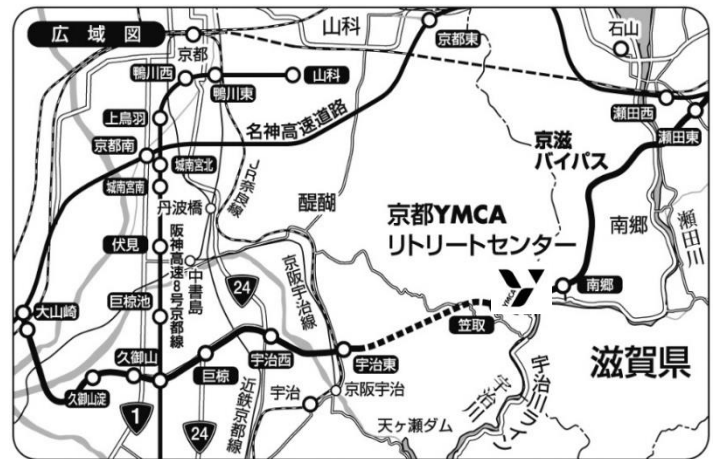 広域図
京都
山科
京都東
石山
鴨川西
鴨川東
山科
上鳥羽
名神高速道路
瀬田西
瀬田東
京都南
城南宮北
京滋
バイパス
城南宮南
JR奈良線
丹波橋
醍醐
京都YMCA
リトリートセンター
南郷
瀬田川
伏見
阪神高速8号京都線
中書島
24
京阪宇治線
YMCA
南郷
大山崎
巨椋池
笠取
久御山
宇治西
宇治東
滋賀県
巨椋
久御山淀
近鉄京都線
宇治
京阪宇治
宇治川ライン
宇治川
1
24
天ヶ瀬ダム